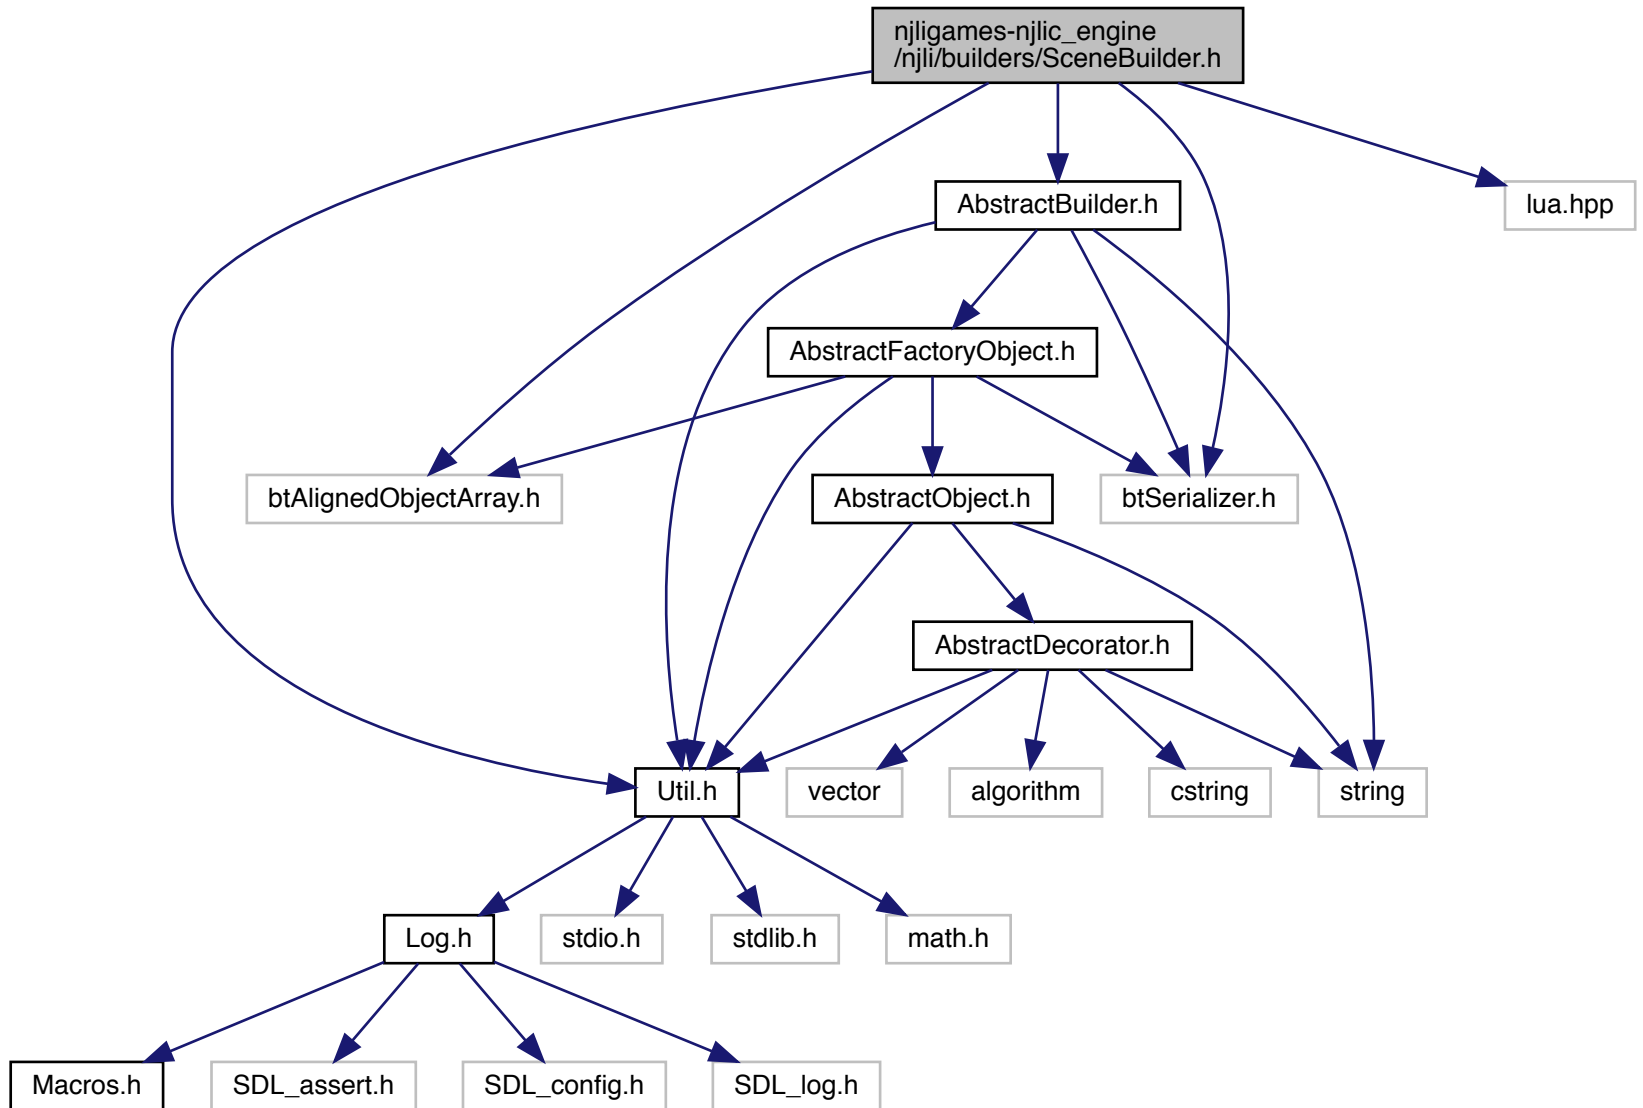 njligames-njlic_engine
/njli/builders/SceneBuilder.h
AbstractBuilder.h
lua.hpp
AbstractFactoryObject.h
btAlignedObjectArray.h
AbstractObject.h
btSerializer.h
AbstractDecorator.h
Util.h
vector
algorithm
cstring
string
Log.h
stdio.h
stdlib.h
math.h
Macros.h
SDL_assert.h
SDL_config.h
SDL_log.h